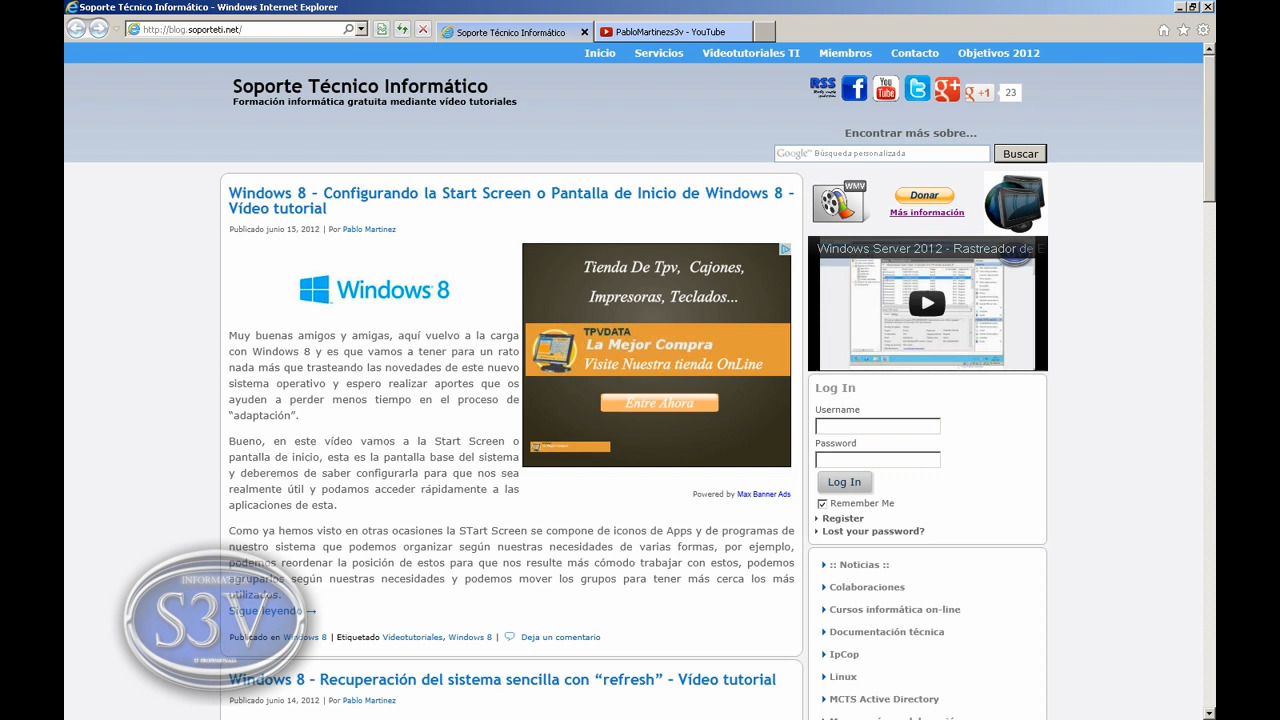 Soporte Técnico Informático - Windows Internet Explorer
http://blog.soporteti.net/
Soporte Técnico Informático
PabloMartinezs3v - YouTube
Inicio Servicios Videotutoriales TI Miembros Contacto Objetivos 2012
Soporte Técnico Informático
Formación informática gratuita mediante vídeo tutoriales
RSS
You Tube
g +1 23
Encontrar más sobre...
Google™ Búsqueda personalizada
Buscar
Windows 8 – Configurando la Start Screen o Pantalla de Inicio de Windows 8 –
Vídeo tutorial
Publicado junio 15, 2012 | Por Pablo Martinez
Windows 8
Muy buenas amigos y amigas, aquí vuelvo a la carga
con Windows 8 y es que vamos a tener para un rato
nada más que trasteando las novedades de este nuevo
sistema operativo y espero realizar aportes que os
ayuden a perder menos tiempo en el proceso de
“adaptación”.
Bueno, en este vídeo vamos a la Start Screen o
pantalla de inicio, esta es la pantalla base del sistema
y deberemos de saber configurarla para que nos sea
realmente útil y podamos acceder rápidamente a las
aplicaciones de esta.
Tienda De Tpv, Cajones,
Impresoras, Teclados...
TPVDATA
La Mejor Compra
Visite Nuestra tienda OnLine
Entre Ahora
Powered by Max Banner Ads
Como ya hemos visto en otras ocasiones la STart Screen se compone de iconos de Apps y de programas de
nuestro sistema que podemos organizar según nuestras necesidades de varias formas, por ejemplo,
podemos reordenar la posición de estos para que nos resulte más cómodo trabajar con estos, podemos
agruparlos según nuestras necesidades y podemos mover los grupos para tener más cerca los más
utilizados.
Sigue leyendo →
Publicado en Windows 8 | Etiquetado Videotutoriales, Windows 8 | Deja un comentario
Windows 8 – Recuperación del sistema sencilla con “refresh” – Vídeo tutorial
Publicado junio 14, 2012 | Por Pablo Martinez
S3V
WMV
Donar
Más información
Windows Server 2012 - Rastreador de E
Log In
Username
Password
Log In
Remember Me
Register
Lost your password?
:: Noticias ::
Colaboraciones
Cursos informática on-line
Documentación técnica
IpCop
Linux
MCTS Active Directory